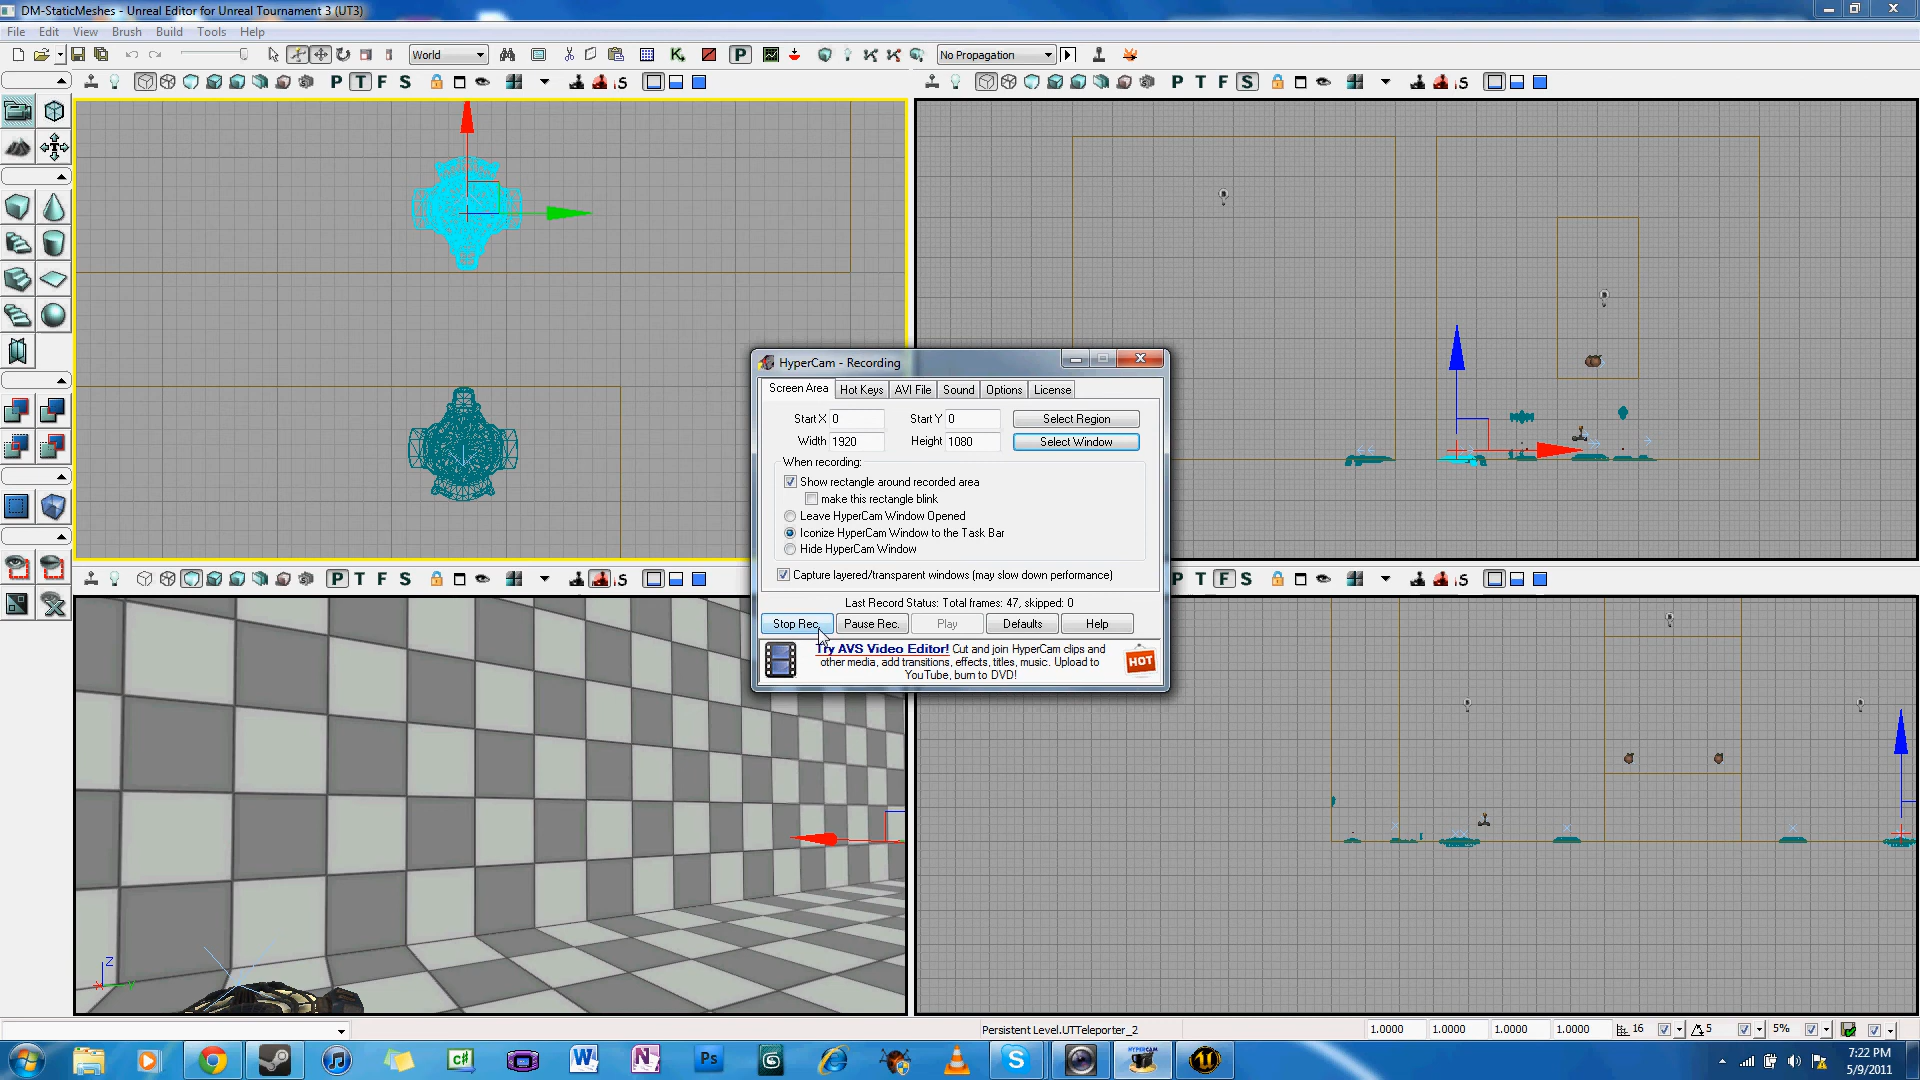 DM-StaticMeshes - Unreal Editor for Unreal Tournament 3 (UT3)
File Edit View Brush Build Tools Help
World
P
No Propagation
P T F S
P T F S
HyperCam - Recording
Screen Area Hot Keys AVI File Sound Options License
Start X 0 Start Y 0 Select Region
Width 1920 Height 1080 Select Window
When recording:
Show rectangle around recorded area
make this rectangle blink
Leave HyperCam Window Opened
Iconize HyperCam Window to the Task Bar
Hide HyperCam Window
Capture layered/transparent windows (may slow down performance)
Last Record Status: Total frames: 47, skipped: 0
Stop Rec. Pause Rec. Play Defaults Help
Try AVS Video Editor! Cut and join HyperCam clips and
other media, add transitions, effects, titles, music. Upload to
YouTube, burn to DVD!
HOT
P T F S
P T F S
Z
Persistent Level.UTTeleporter_2
1.0000 1.0000 1.0000 1.0000 16 5 5%
7:22 PM
5/9/2011